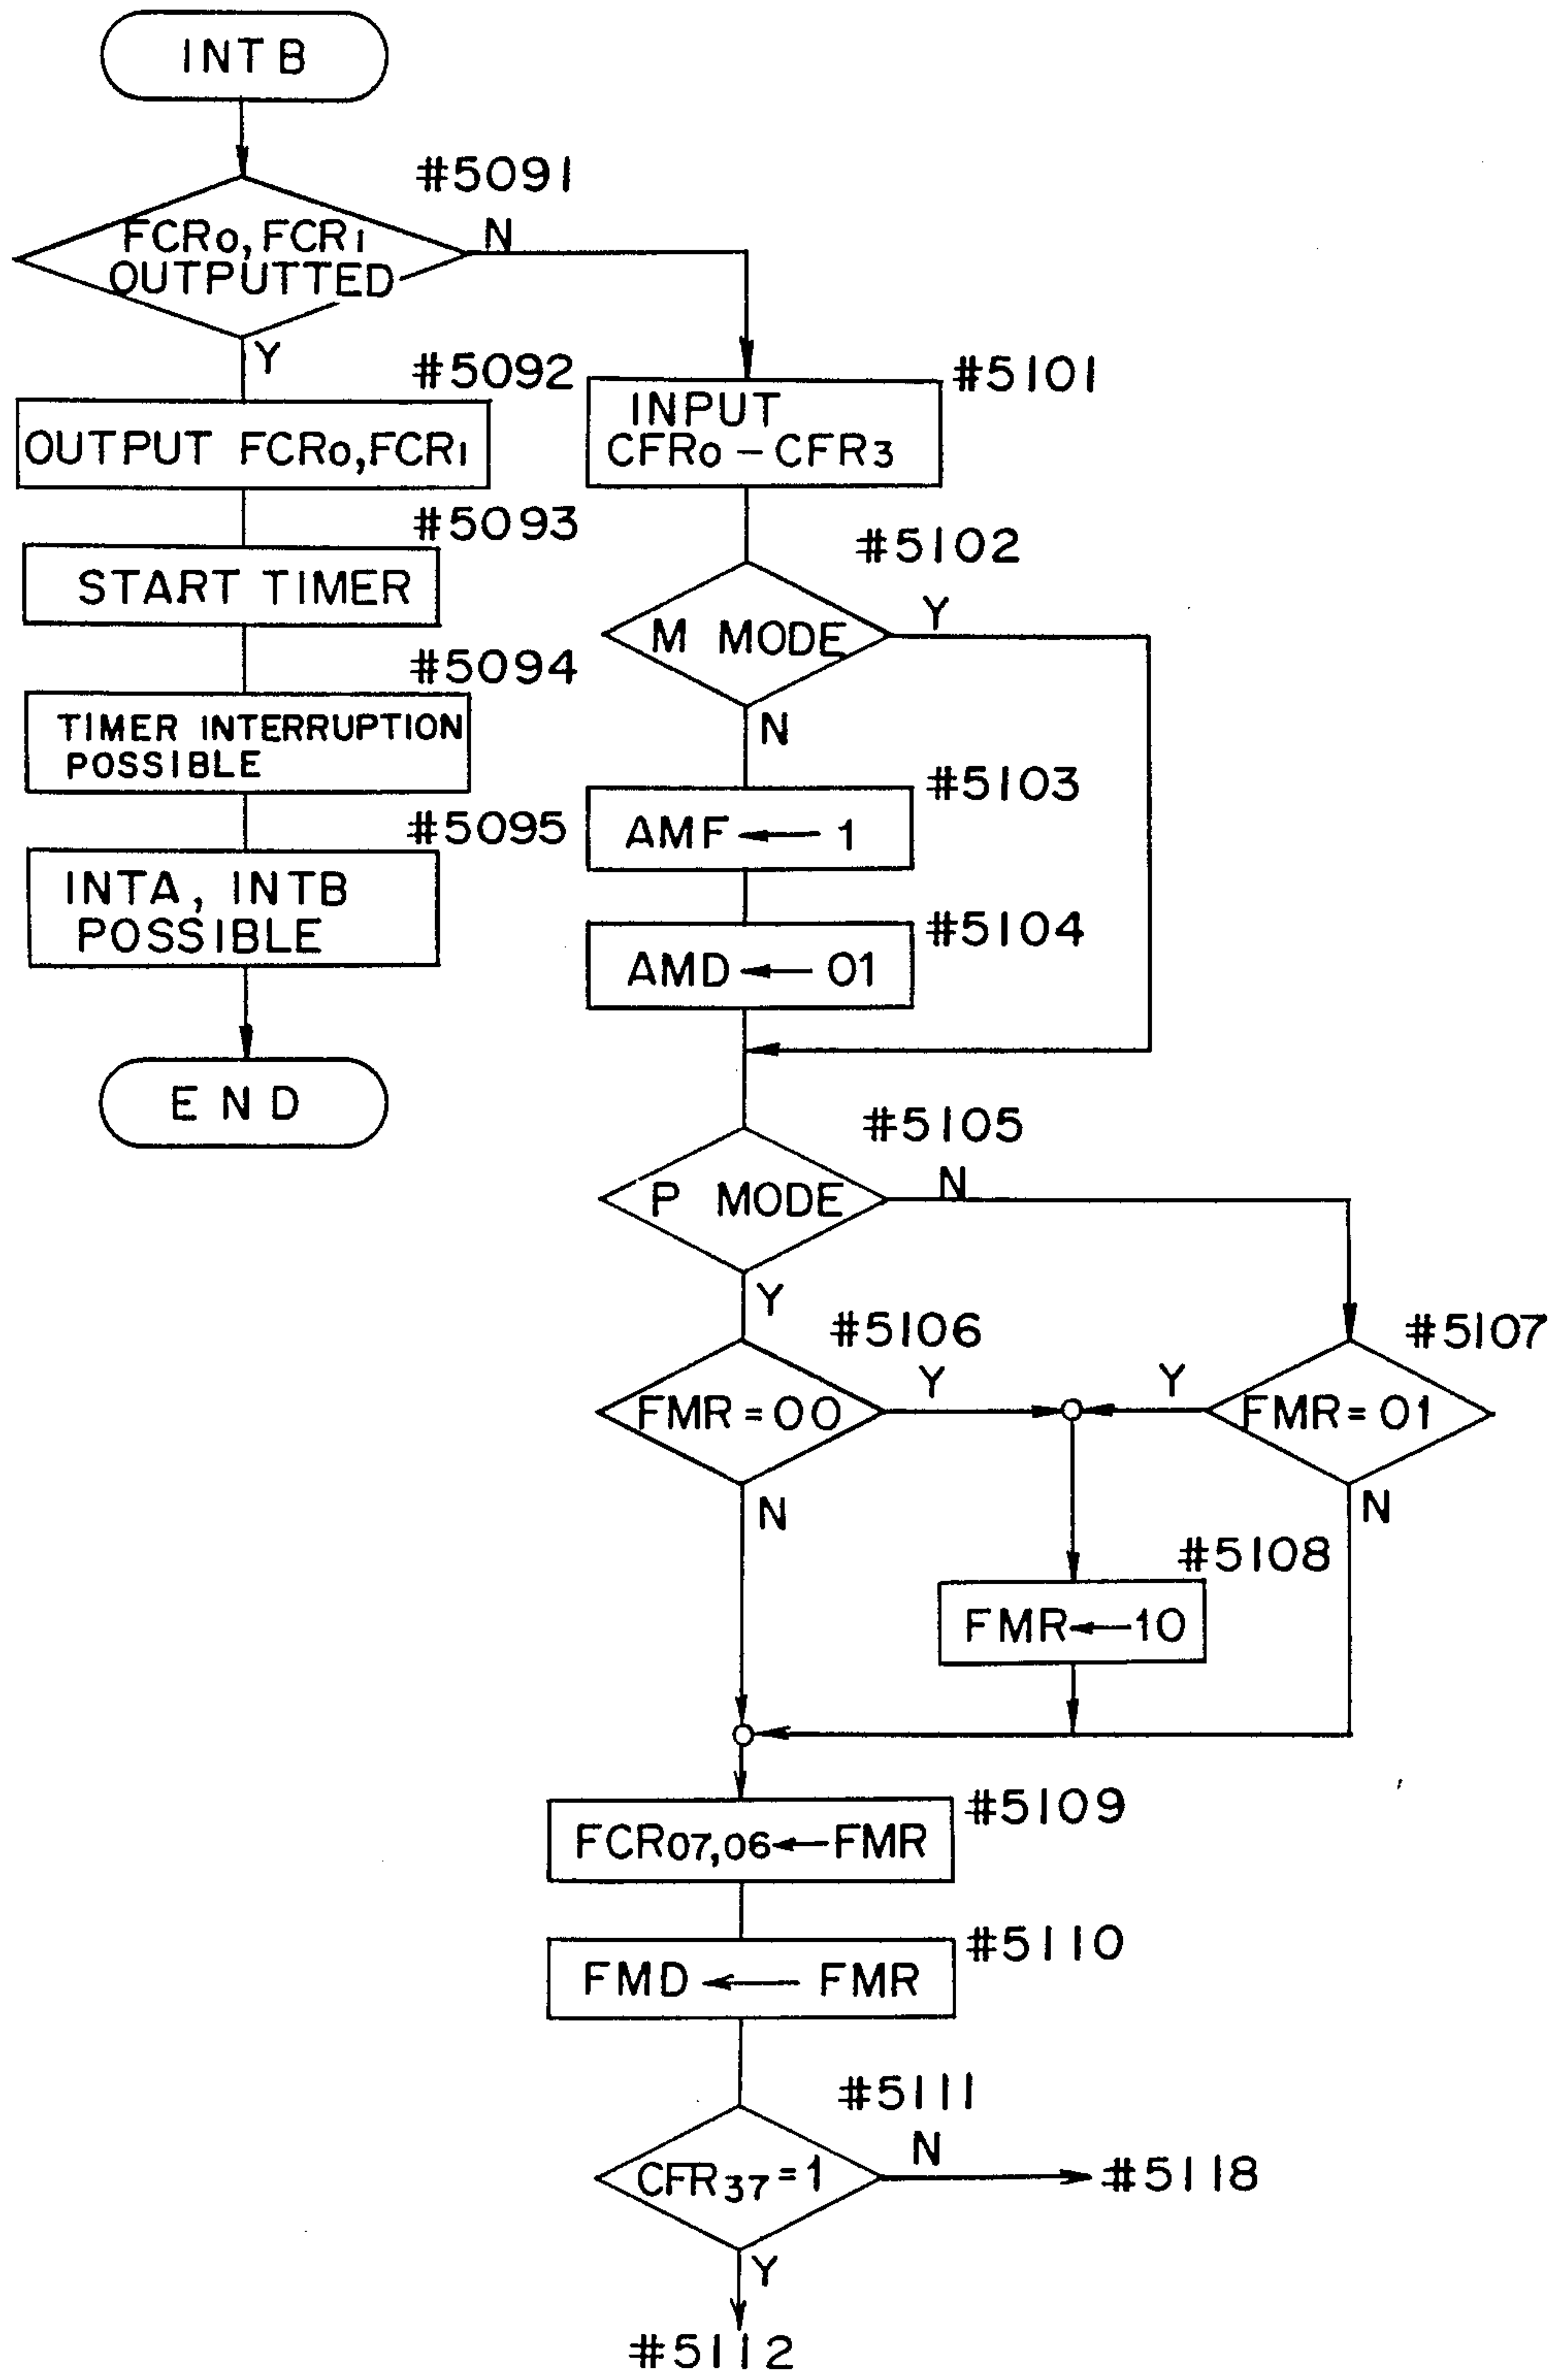 INTB
#5091
FCR0, FCR1
OUTPUTTED
N
Y
#5092
OUTPUT FCR0, FCR1
#5093
START TIMER
#5094
TIMER INTERRUPTION
POSSIBLE
#5095
INTA, INTB
POSSIBLE
END
#5101
INPUT
CFR0 - CFR3
#5102
M MODE
Y
N
#5103
AMF ← 1
#5104
AMD ← 01
#5105
P MODE
N
Y
#5106
FMR = 00
Y
N
#5107
FMR = 01
Y
N
#5108
FMR ← 10
#5109
FCR07,06 ← FMR
#5110
FMD ← FMR
#5111
CFR37 = 1
N
#5118
Y
#5112